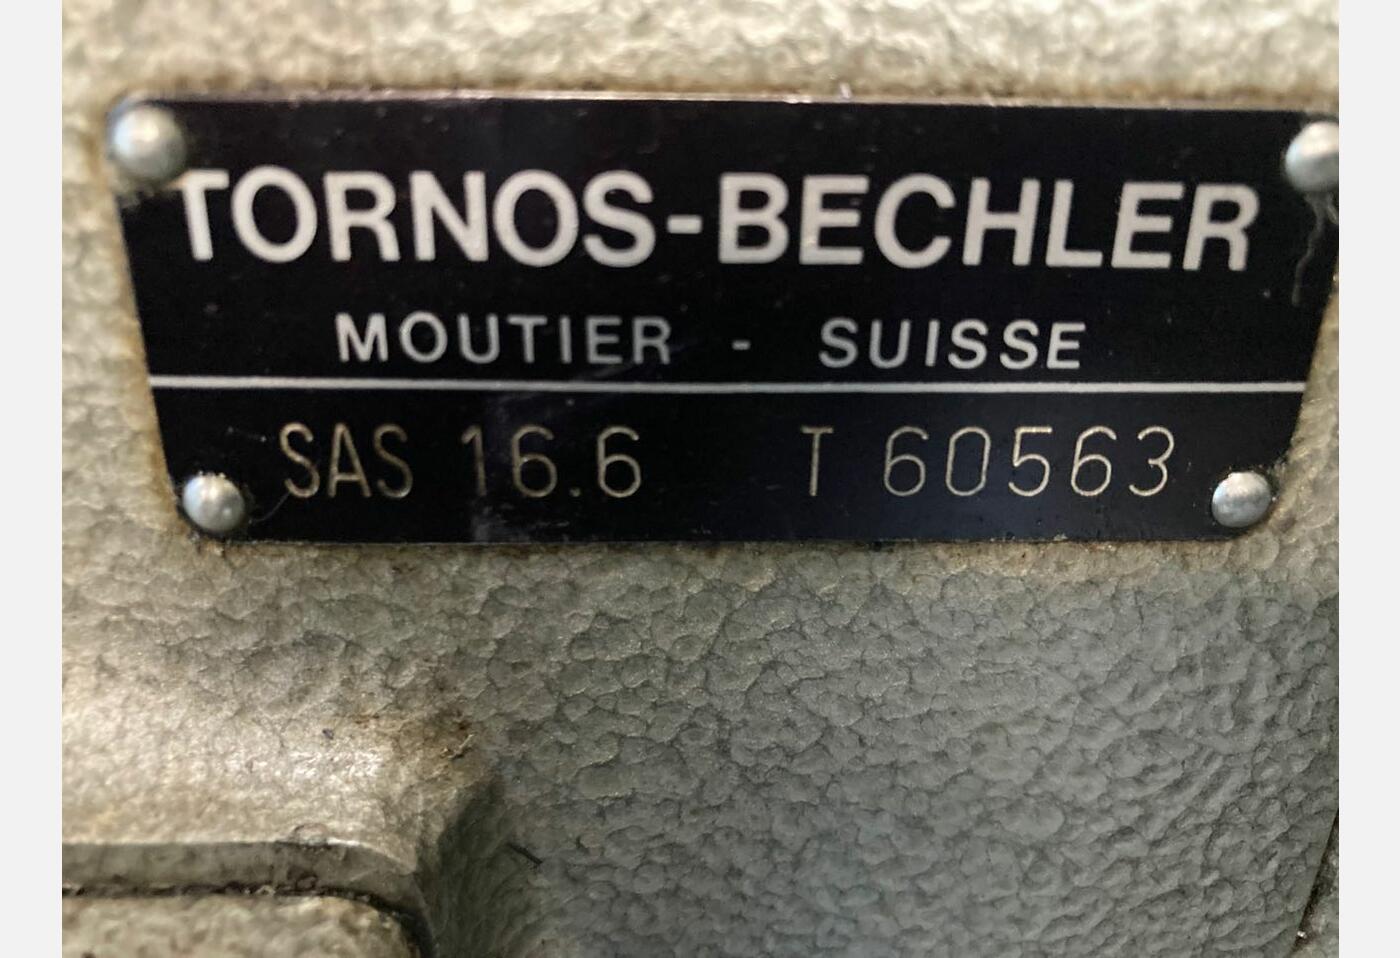 TORNOS-BECHLER
MOUTIER - SUISSE
SAS 16.6 T 60563